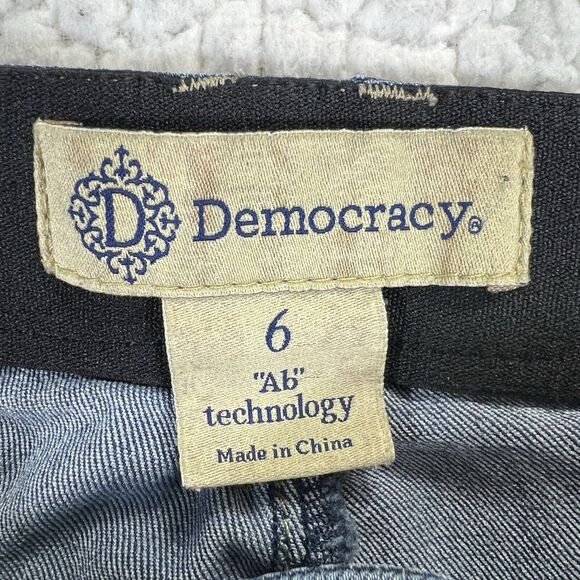 D Democracy®
6
"Ab"
technology
Made in China